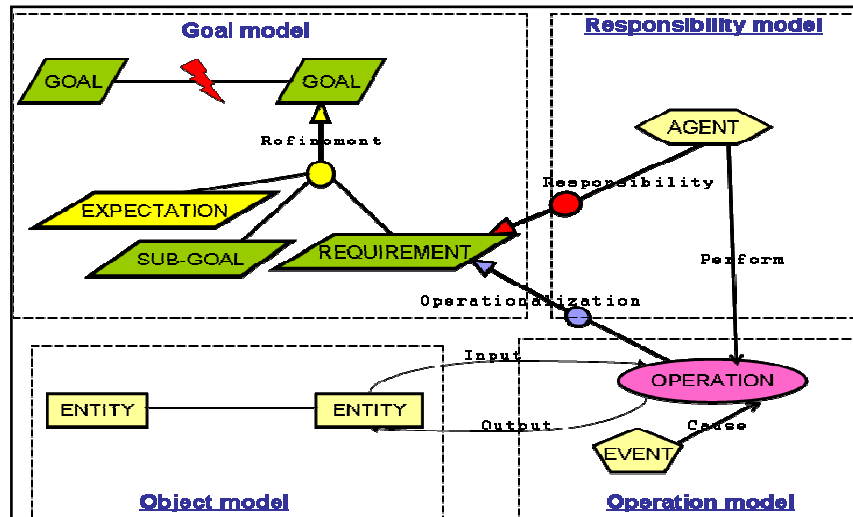 Goal model
Responsibility model
GOAL
GOAL
AGENT
Refinement
Responsibility
EXPECTATION
SUB-GOAL
REQUIREMENT
Perform
Operationalization
Input
OPERATION
ENTITY
ENTITY
Output
Cause
EVENT
Object model
Operation model